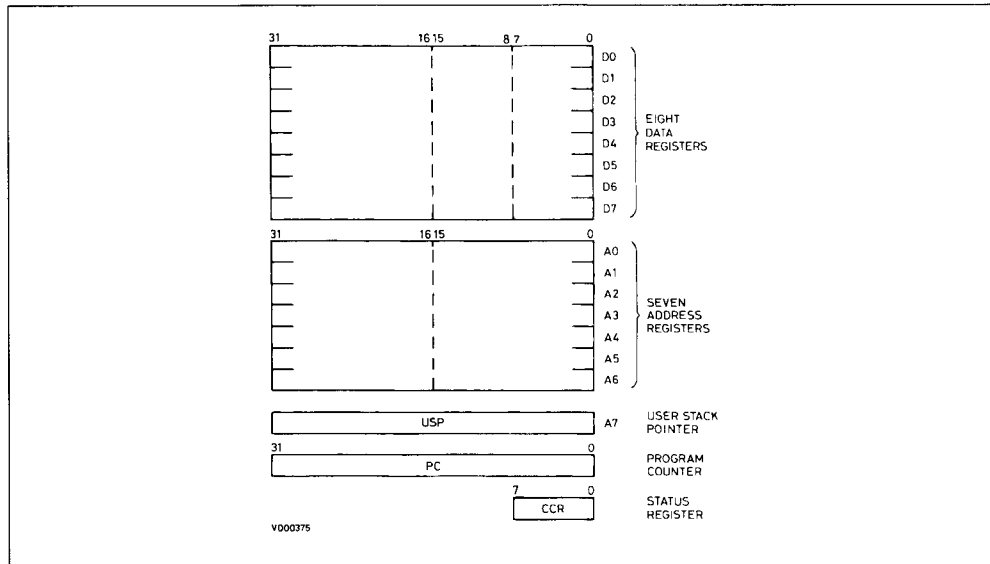 31 16 15 8 7 0
D0
D1
D2
D3
D4
D5
D6
D7
EIGHT
DATA
REGISTERS
31 16 15 0
A0
A1
A2
A3
A4
A5
A6
SEVEN
ADDRESS
REGISTERS
USP A7 USER STACK
POINTER
31 0
PC PROGRAM
COUNTER
7 0
CCR STATUS
REGISTER
V000375